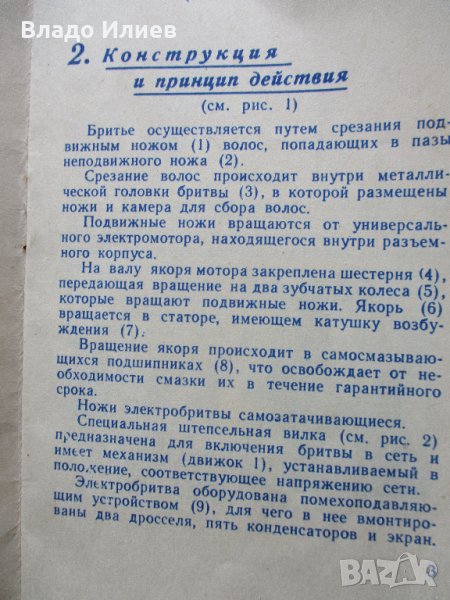 Владо Илиев
2. Конструкция
и принцип действия
(см. рис. 1)
Бритье осуществляется путем срезания под-
вижным ножом (1) волос, попадающих в пазы
неподвижного ножа (2).
Срезание волос происходит внутри металли-
ческой головки бритвы (3), в которой размещены
ножи и камера для сбора волос.
Подвижные ножи вращаются от универсаль-
ного электромотора, находящегося внутри разъем-
ного корпуса.
На валу якоря мотора закреплена шестерня (4),
передающая вращение на два зубчатых колеса (5),
которые вращают подвижные ножи. Якорь (6)
вращается в статоре, имеющем катушку возбу-
ждения (7).
Вращение якоря происходит в самосмазываю-
щихся подшипниках (8), что освобождает от не-
обходимости смазки их в течение гарантийного
срока.
Ножи электробритвы самозатачивающиеся.
Специальная штепсельная вилка (см. рис. 2)
предназначена для включения бритвы в сеть и
имеет механизм (движок 1), устанавливаемый в
положение, соответствующее напряжению сети.
Электробритва оборудована помехоподавляю-
щим устройством (9), для чего в нее вмонтиро-
ваны два дросселя, пять конденсаторов и экран.
3
BAZAR.BG